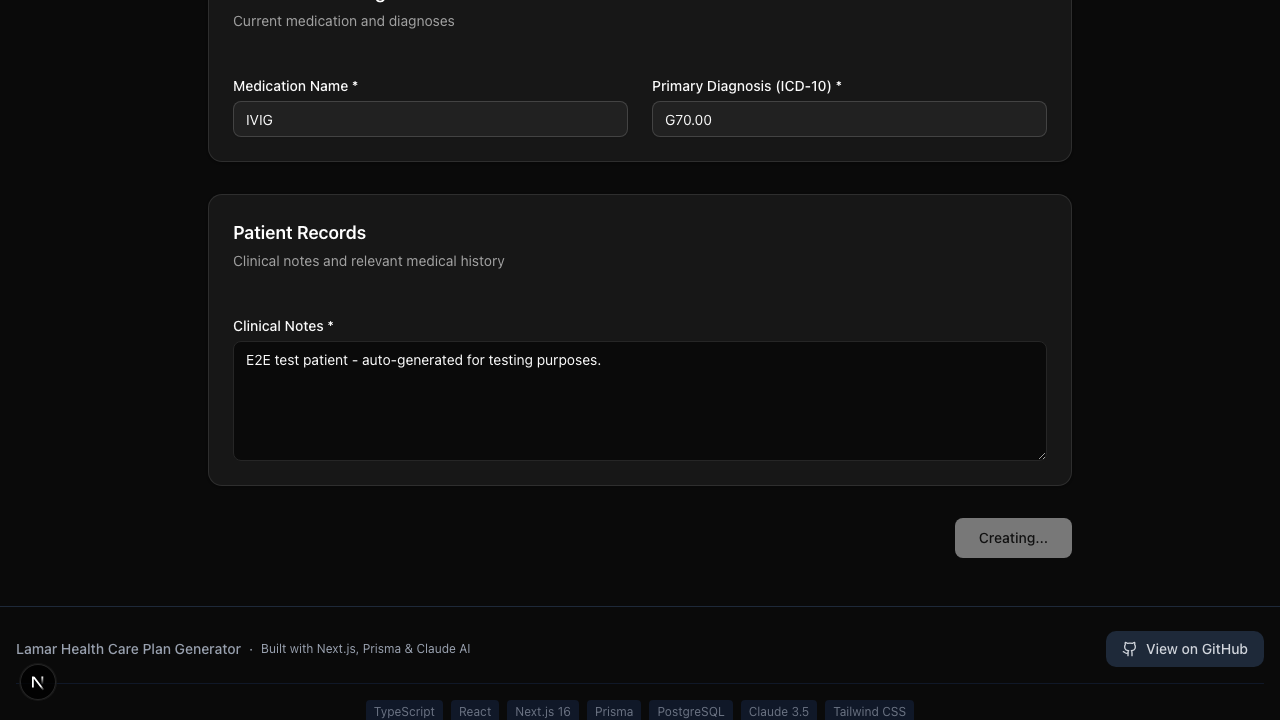 Current medication and diagnoses
Medication Name *
Primary Diagnosis (ICD-10) *
IVIG
G70.00
Patient Records
Clinical notes and relevant medical history
Clinical Notes *
E2E test patient - auto-generated for testing purposes.
Creating...
Lamar Health Care Plan Generator · Built with Next.js, Prisma & Claude AI
View on GitHub
N
TypeScript React Next.js 16 Prisma PostgreSQL Claude 3.5 Tailwind CSS